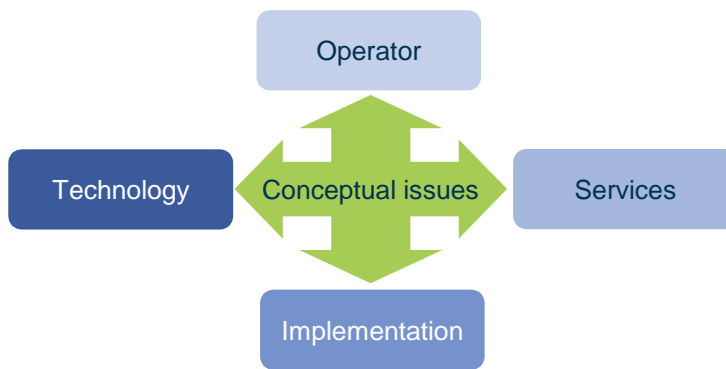 Operator
Technology
Conceptual issues
Services
Implementation